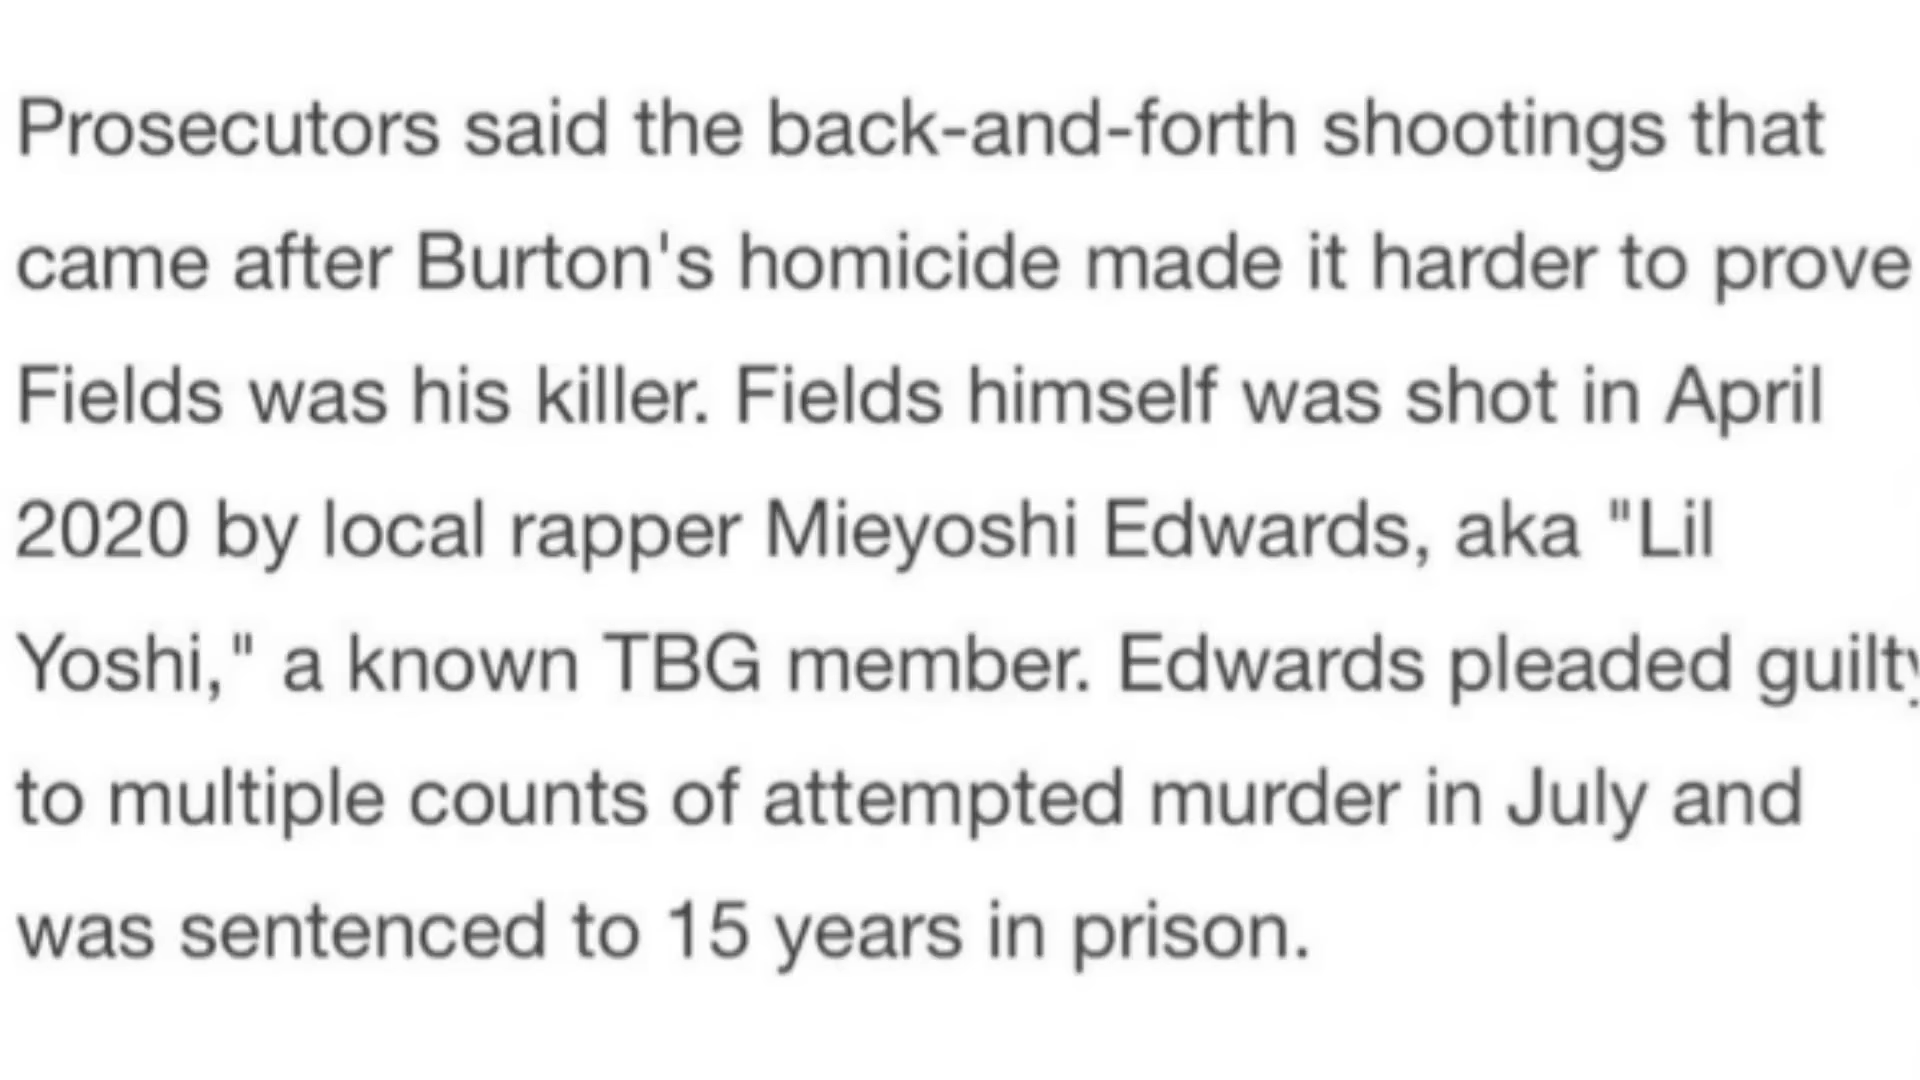 Prosecutors said the back-and-forth shootings that
came after Burton's homicide made it harder to prove
Fields was his killer. Fields himself was shot in April
2020 by local rapper Mieyoshi Edwards, aka "Lil
Yoshi," a known TBG member. Edwards pleaded guilty
to multiple counts of attempted murder in July and
was sentenced to 15 years in prison.